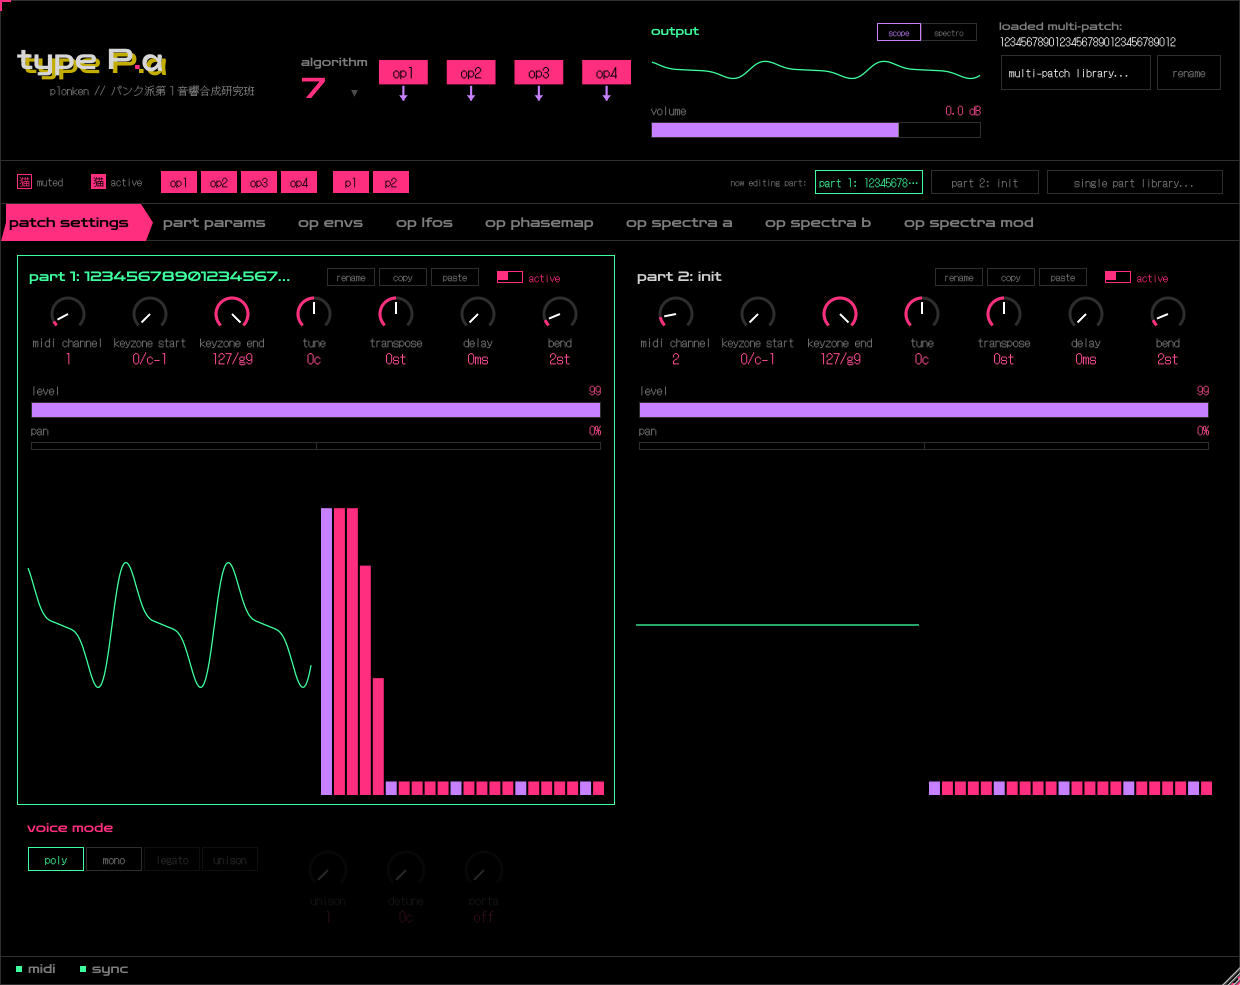 type P.a
plonken // パンク派第1音響合成研究班
algorithm
7 ▼
op1 op2 op3 op4
output
scope spectro
volume 0.0 dB
loaded multi-patch:
12345678901234567890123456789012
multi-patch library... rename
猫 muted 猫 active op1 op2 op3 op4 p1 p2
now editing part: part 1: 12345678… part 2: init single part library...
patch settings part params op envs op lfos op phasemap op spectra a op spectra b op spectra mod
part 1: 12345678901234567... rename copy paste active
midi channel keyzone start keyzone end tune transpose delay bend
1 0/c-1 127/g9 0c 0st 0ms 2st
level 99
pan 0%
part 2: init rename copy paste active
midi channel keyzone start keyzone end tune transpose delay bend
2 0/c-1 127/g9 0c 0st 0ms 2st
level 99
pan 0%
voice mode
poly mono legato unison
unison detune porta
1 0c off
midi sync